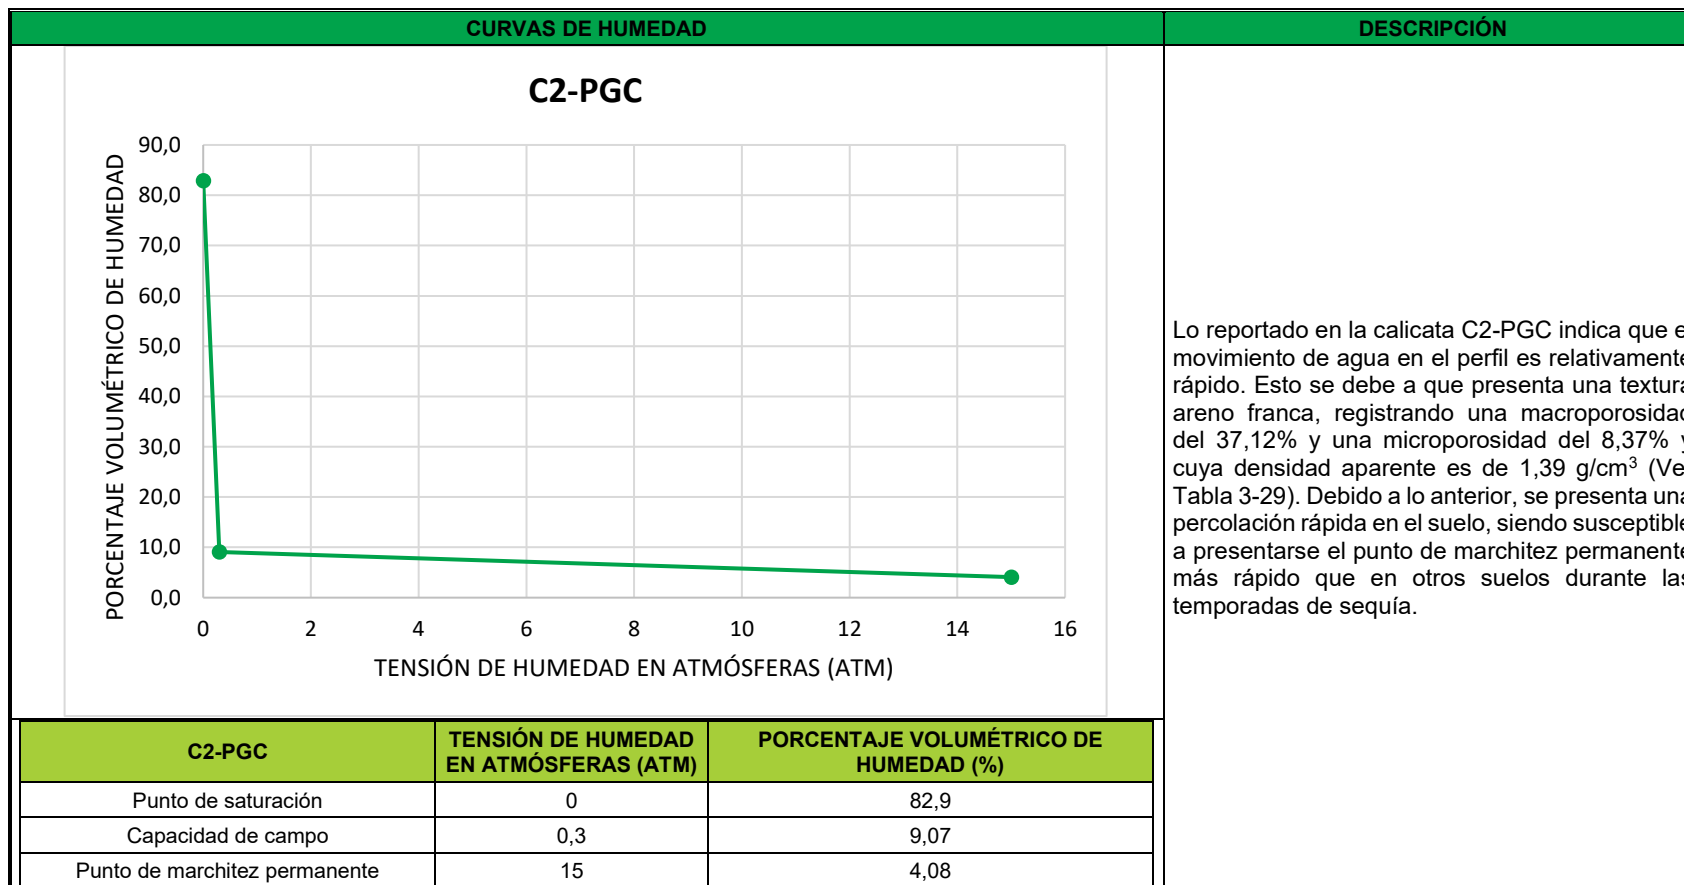 CURVAS DE HUMEDAD
DESCRIPCIÓN
C2-PGC
PORCENTAJE VOLUMÉTRICO DE HUMEDAD
90,0
80,0
70,0
60,0
50,0
40,0
30,0
20,0
10,0
0,0
0 2 4 6 8 10 12 14 16
TENSIÓN DE HUMEDAD EN ATMÓSFERAS (ATM)
C2-PGC
TENSIÓN DE HUMEDAD
EN ATMÓSFERAS (ATM)
PORCENTAJE VOLUMÉTRICO DE
HUMEDAD (%)
Punto de saturación 0 82,9
Capacidad de campo 0,3 9,07
Punto de marchitez permanente 15 4,08
Lo reportado en la calicata C2-PGC indica que e
movimiento de agua en el perfil es relativamente
rápido. Esto se debe a que presenta una textura
areno franca, registrando una macroporosidad
del 37,12% y una microporosidad del 8,37% y
cuya densidad aparente es de 1,39 g/cm³ (Ve
Tabla 3-29). Debido a lo anterior, se presenta una
percolación rápida en el suelo, siendo susceptible
a presentarse el punto de marchitez permanente
más rápido que en otros suelos durante las
temporadas de sequía.